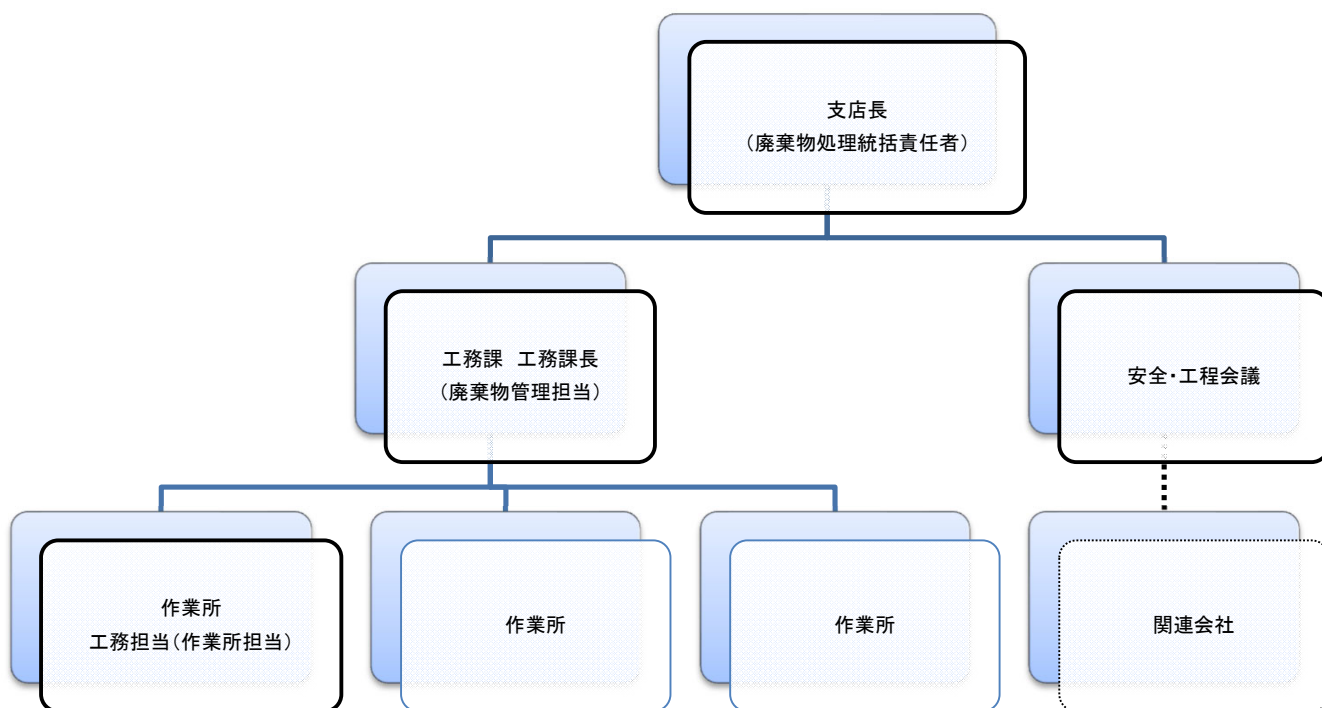 支店長
（廃棄物処理統括責任者）
工務課　工務課長
（廃棄物管理担当）
安全・工程会議
作業所
工務担当（作業所担当）
作業所
作業所
関連会社